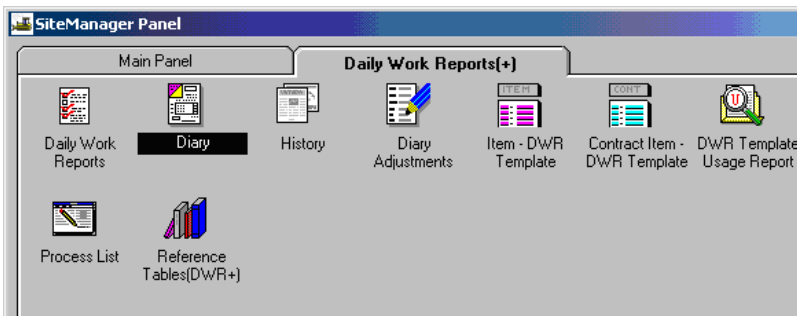 SiteManager Panel
Main Panel
Daily Work Reports(+)
ITEM
CONT
U
Daily Work
Reports
Diary
History
Diary
Adjustments
Item - DWR
Template
Contract Item -
DWR Template
DWR Template
Usage Report
Process List
Reference
Tables(DWR+)